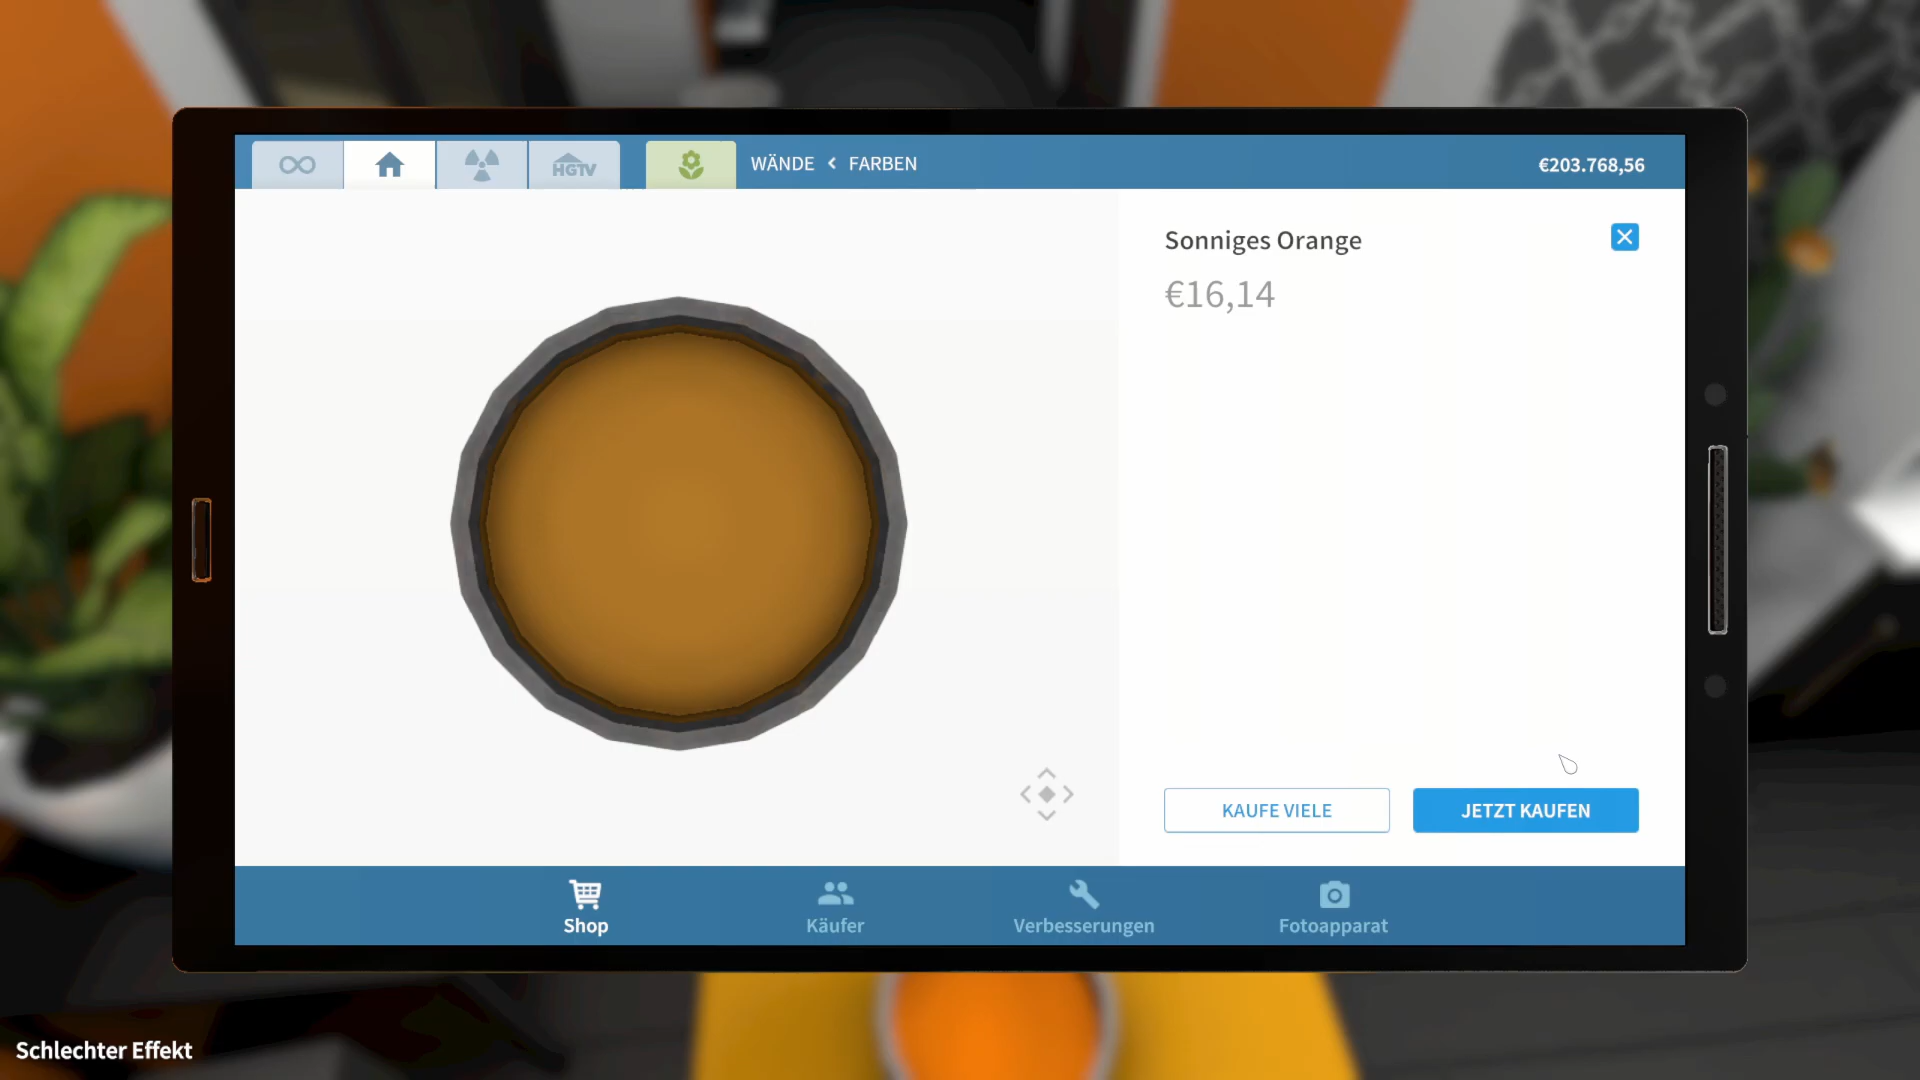 HGTV
WÄNDE < FARBEN
€203.768,56
Sonniges Orange
€16,14
KAUFE VIELE
JETZT KAUFEN
Shop
Käufer
Verbesserungen
Fotoapparat
Schlechter Effekt